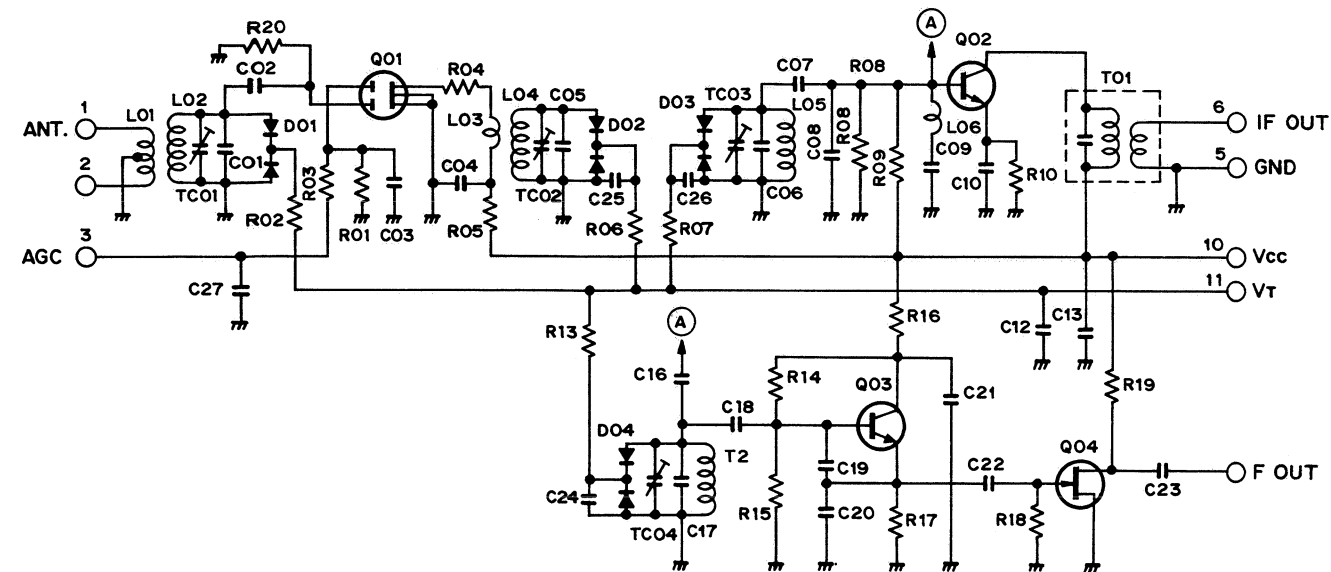 R20
Q01
C02
R04
1
L01
L02
ANT.
D01
2
C01
TC01
R02
R03
R01
C03
L03
C04
R05
L04
C05
D02
TC02
C25
R06
D03
TC03
C26
R07
C07
R08
L05
C06
C08
R08
R09
A
Q02
L06
C09
C10
R10
T01
6
IF OUT
5
GND
3
AGC
C27
10
Vcc
11
VT
R13
A
C16
R16
C12
C13
R14
Q03
C21
R19
C18
D04
T2
C19
C24
TC04
C17
R15
C20
R17
C22
R18
Q04
C23
F OUT